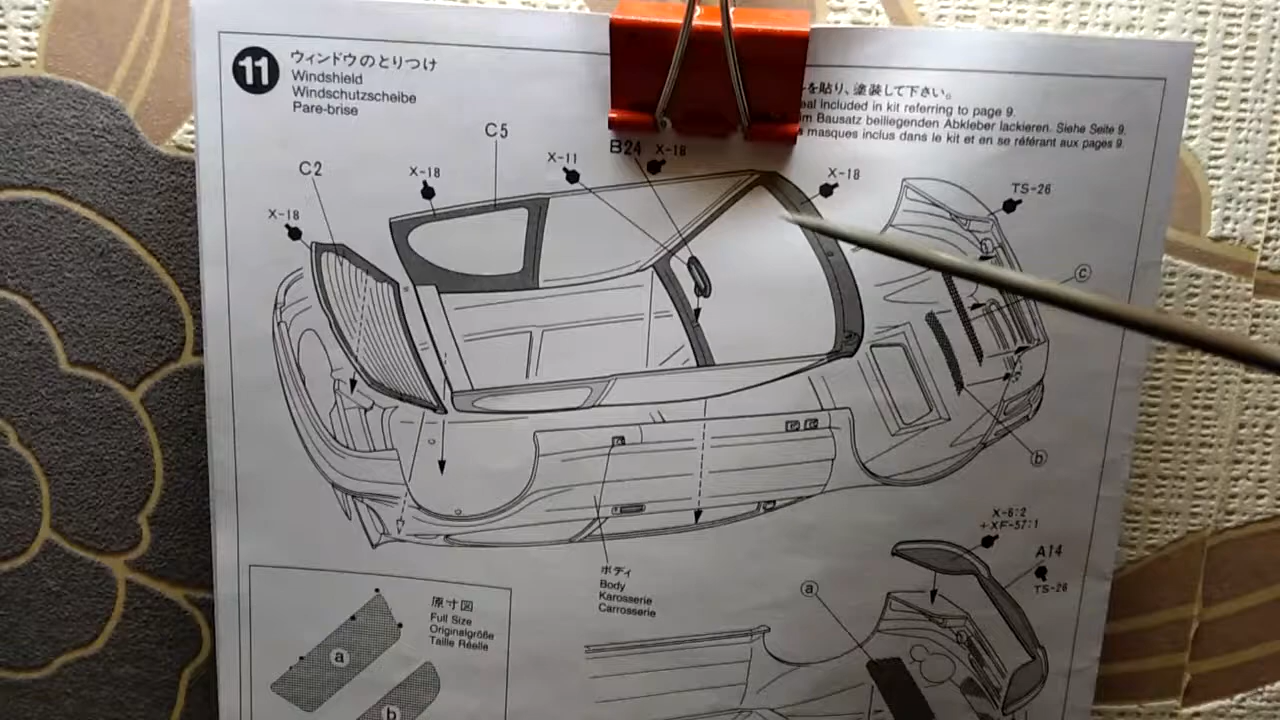 11
ウィンドウのとりつけ
Windshield
Windschutzscheibe
Pare-brise
を貼り、塗装して下さい。
eal included in kit referring to page 9.
im Bausatz beiliegenden Abkleber lackieren. Siehe Seite 9.
masques inclus dans le kit et en se référant aux pages 9.
C5
B24
X-18
X-11
C2
X-18
X-18
TS-26
X-18
c
b
X-6:2
+XF-57:1
A14
TS-26
ボディ
Body
Karosserie
Carrosserie
a
原寸図
Full Size
Originalgröße
Taille Réelle
a
b